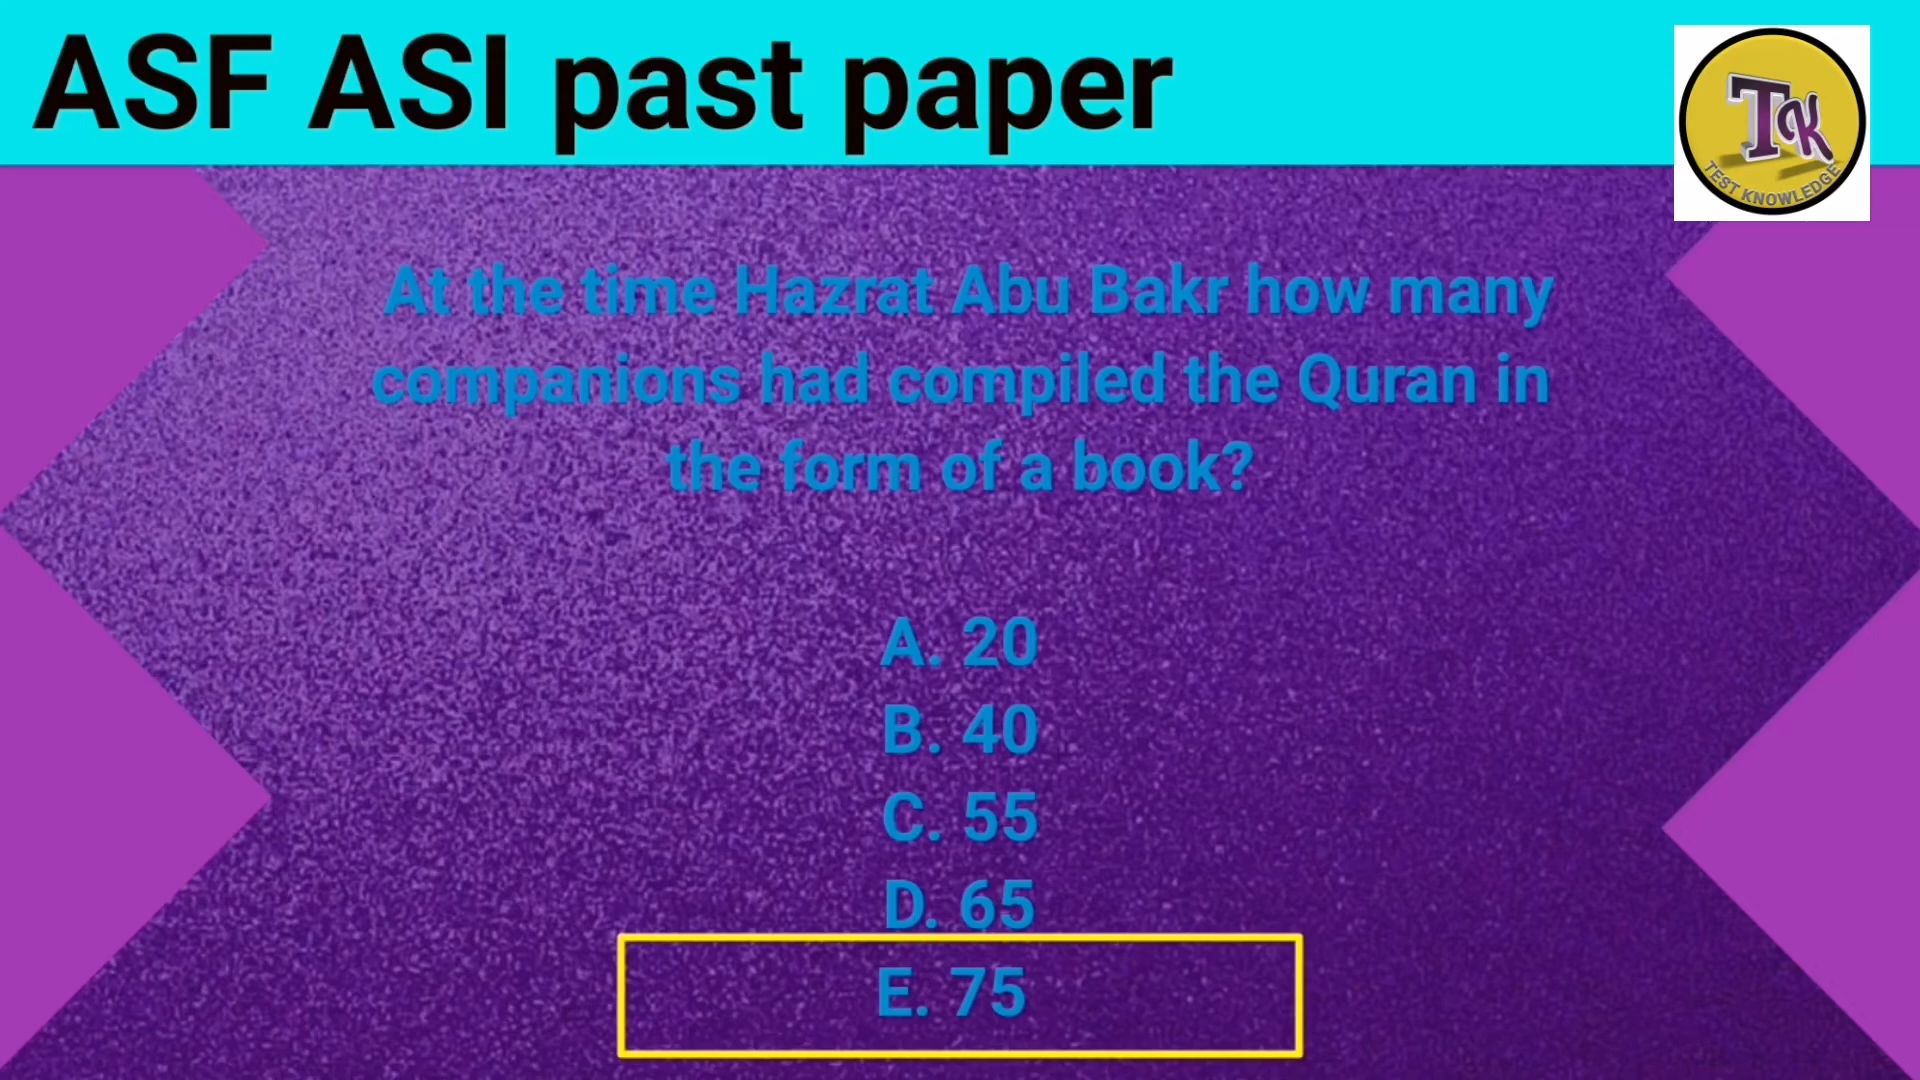 ASF ASI past paper
TK
TEST KNOWLEDGE
At the time Hazrat Abu Bakr how many
companions had compiled the Quran in
the form of a book?
A. 20
B. 40
C. 55
D. 65
E. 75